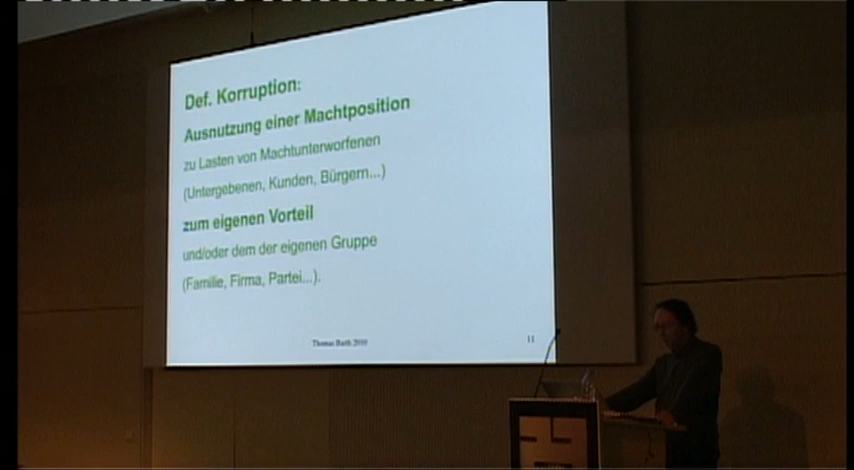 Def. Korruption:
Ausnutzung einer Machtposition
zu Lasten von Machtunterworfenen
(Untergebenen, Kunden, Bürgern...)
zum eigenen Vorteil
und/oder dem der eigenen Gruppe
(Familie, Firma, Partei...).
Thomas Barth 2010
11